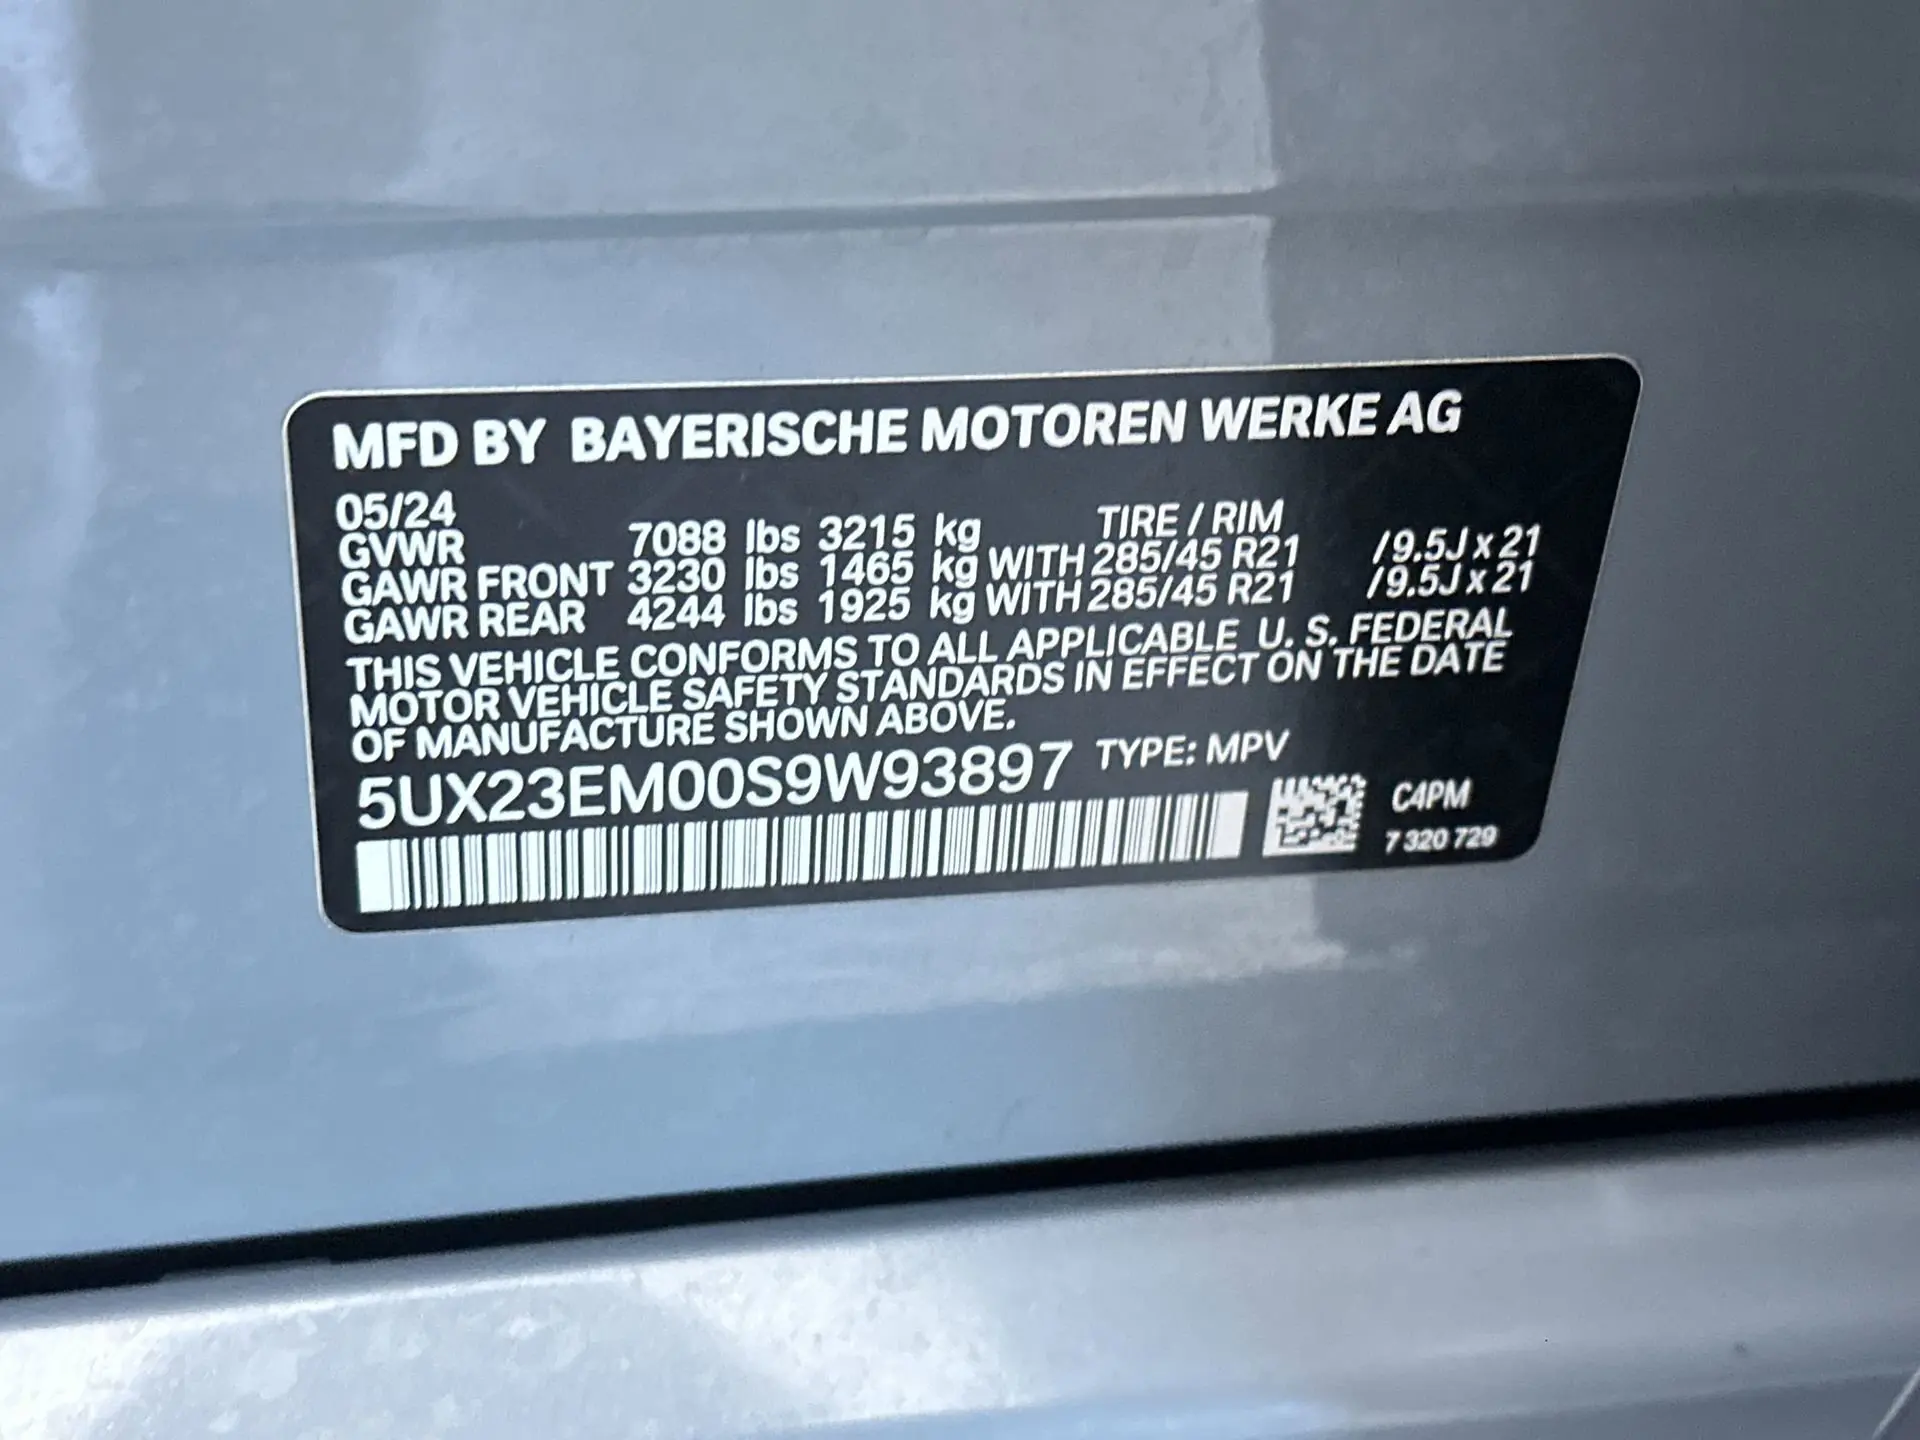 MFD BY BAYERISCHE MOTOREN WERKE AG
05/24 TIRE / RIM
GVWR 7088 lbs 3215 kg
GAWR FRONT 3230 lbs 1465 kg WITH 285/45 R21 /9.5J x 21
GAWR REAR 4244 lbs 1925 kg WITH 285/45 R21 /9.5J x 21
THIS VEHICLE CONFORMS TO ALL APPLICABLE U. S. FEDERAL
MOTOR VEHICLE SAFETY STANDARDS IN EFFECT ON THE DATE
OF MANUFACTURE SHOWN ABOVE.
5UX23EM00S9W93897 TYPE: MPV
C4PM
7 320 729